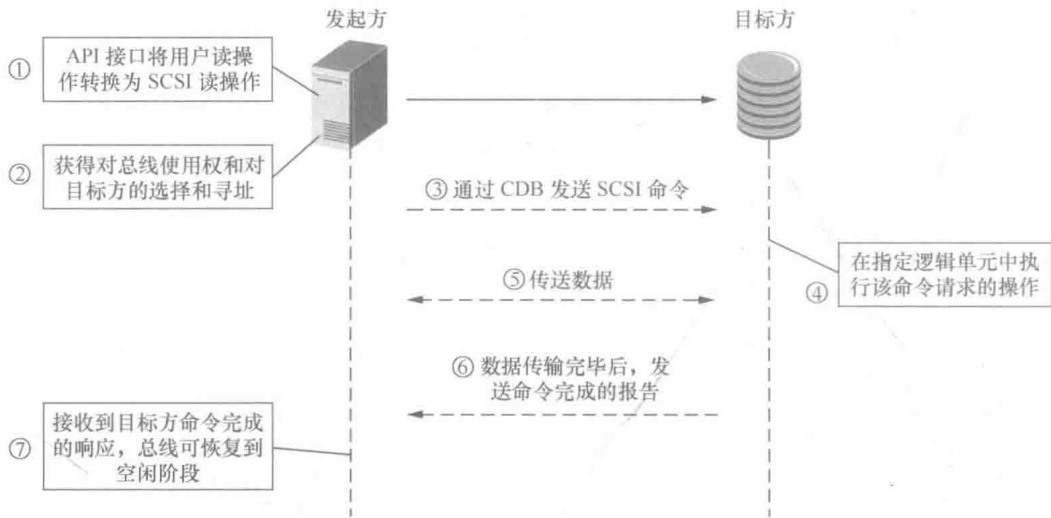 发起方
目标方
① API 接口将用户读操
作转换为 SCSI 读操作
② 获得对总线使用权和对
目标方的选择和寻址
③通过 CDB 发送 SCSI 命令
④ 在指定逻辑单元中执
行该命令请求的操作
⑤传送数据
⑥ 数据传输完毕后，发
送命令完成的报告
⑦ 接收到目标方命令完成
的响应，总线可恢复到
空闲阶段